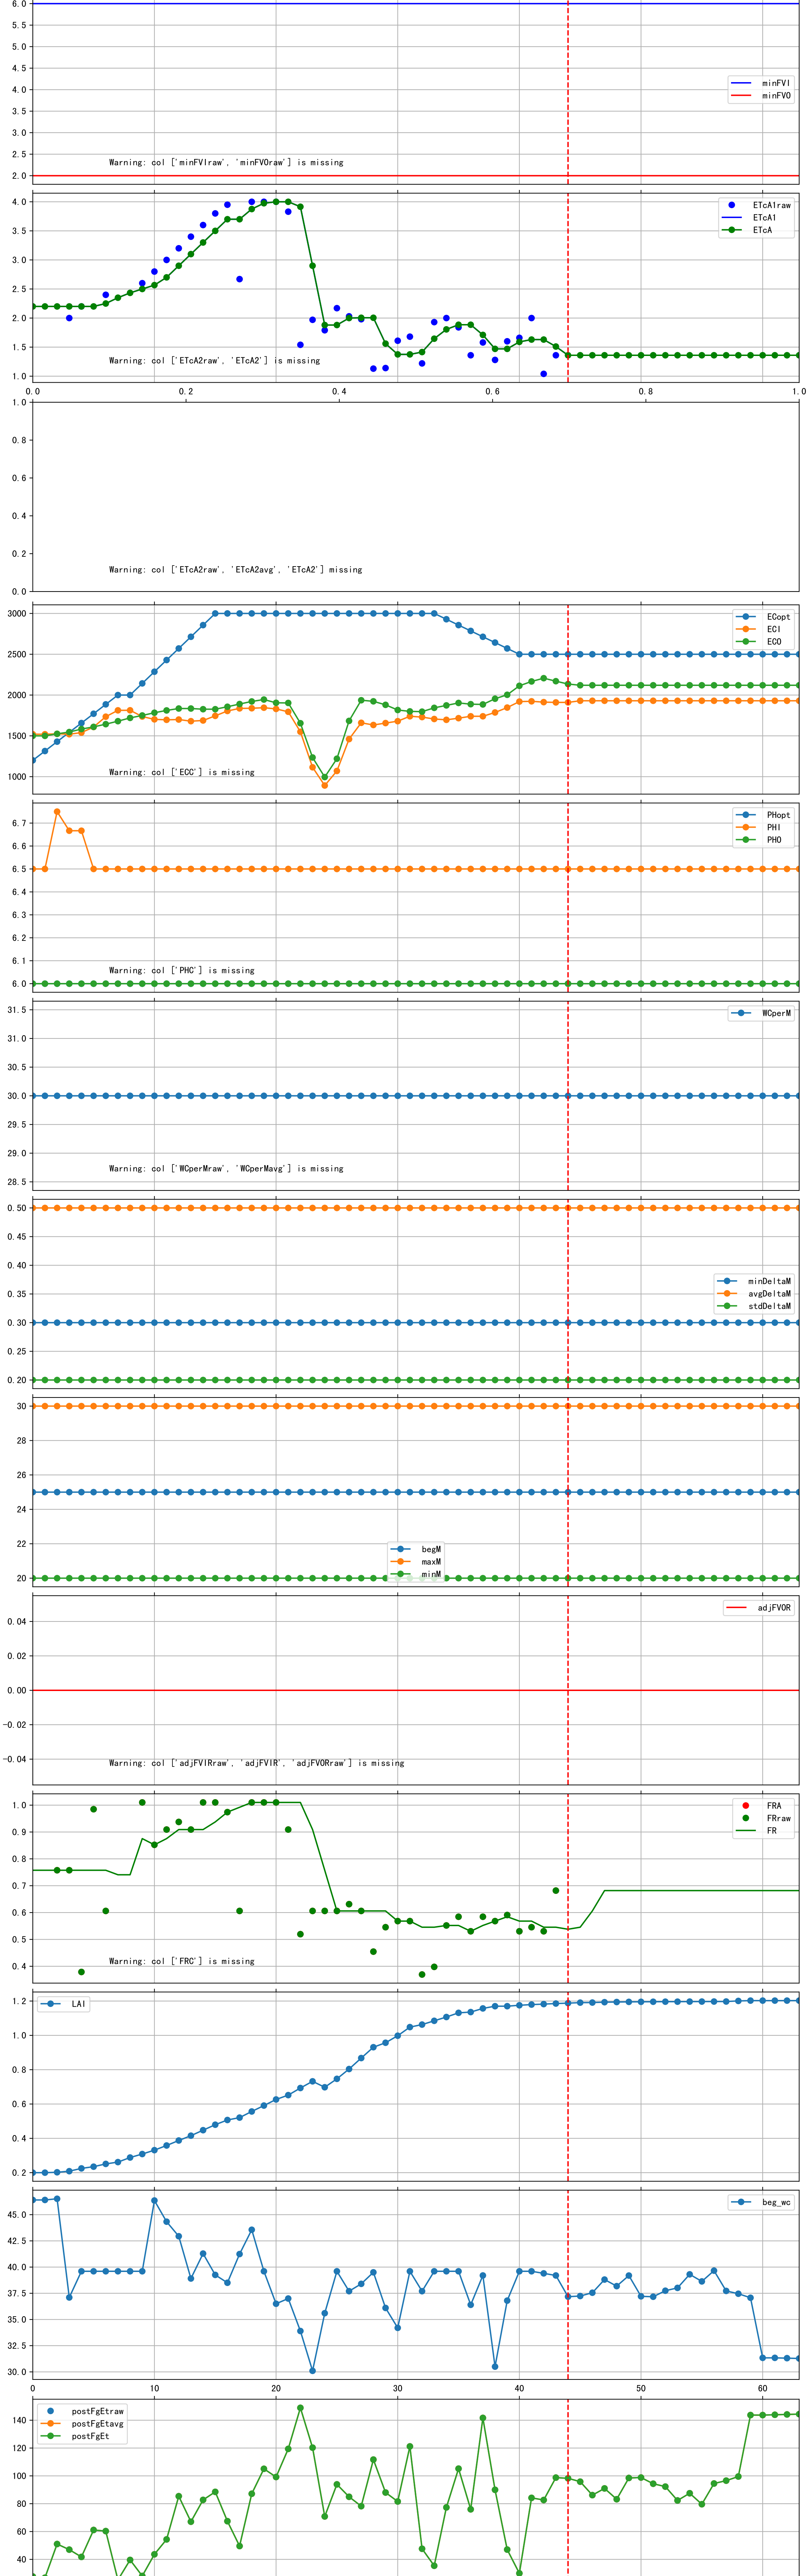 6.0
5.5
5.0
4.5
4.0
3.5
3.0
2.5
2.0
minFVI
minFVO
Warning: col ['minFVIraw', 'minFVOraw'] is missing
4.0
3.5
3.0
2.5
2.0
1.5
1.0
ETcA1raw
ETcA1
ETcA
Warning: col ['ETcA2raw', 'ETcA2'] is missing
0.0 0.2 0.4 0.6 0.8 1.0
1.0
0.8
0.6
0.4
0.2
0.0
Warning: col ['ETcA2raw', 'ETcA2avg', 'ETcA2'] missing
3000
2500
2000
1500
1000
ECopt
ECI
ECO
Warning: col ['ECC'] is missing
6.7
6.6
6.5
6.4
6.3
6.2
6.1
6.0
PHopt
PHI
PHO
Warning: col ['PHC'] is missing
31.5
31.0
30.5
30.0
29.5
29.0
28.5
WCperM
Warning: col ['WCperMraw', 'WCperMavg'] is missing
0.50
0.45
0.40
0.35
0.30
0.25
0.20
minDeltaM
avgDeltaM
stdDeltaM
30
28
26
24
22
20
begM
maxM
minM
0.04
0.02
0.00
−0.02
−0.04
adjFVOR
Warning: col ['adjFVIRraw', 'adjFVIR', 'adjFVORraw'] is missing
1.0
0.9
0.8
0.7
0.6
0.5
0.4
FRA
FRraw
FR
Warning: col ['FRC'] is missing
1.2
1.0
0.8
0.6
0.4
0.2
LAI
45.0
42.5
40.0
37.5
35.0
32.5
30.0
beg_wc
0 10 20 30 40 50 60
140
120
100
80
60
40
postFgEtraw
postFgEtavg
postFgEt